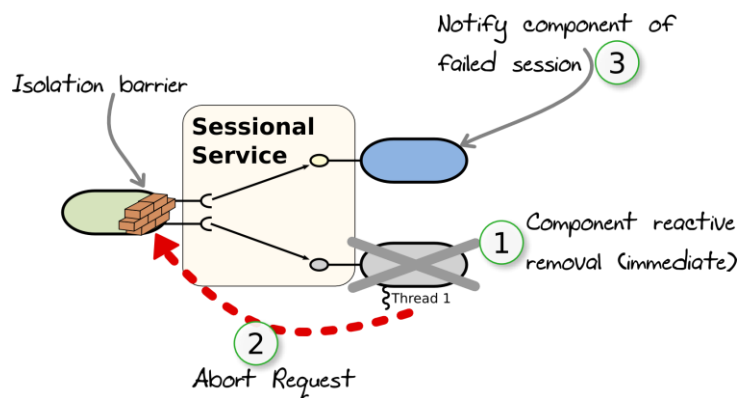 Notify component of
failed session 3
Isolation barrier
Sessional
Service
1 Component reactive
removal (immediate)
Thread 1
2
Abort Request